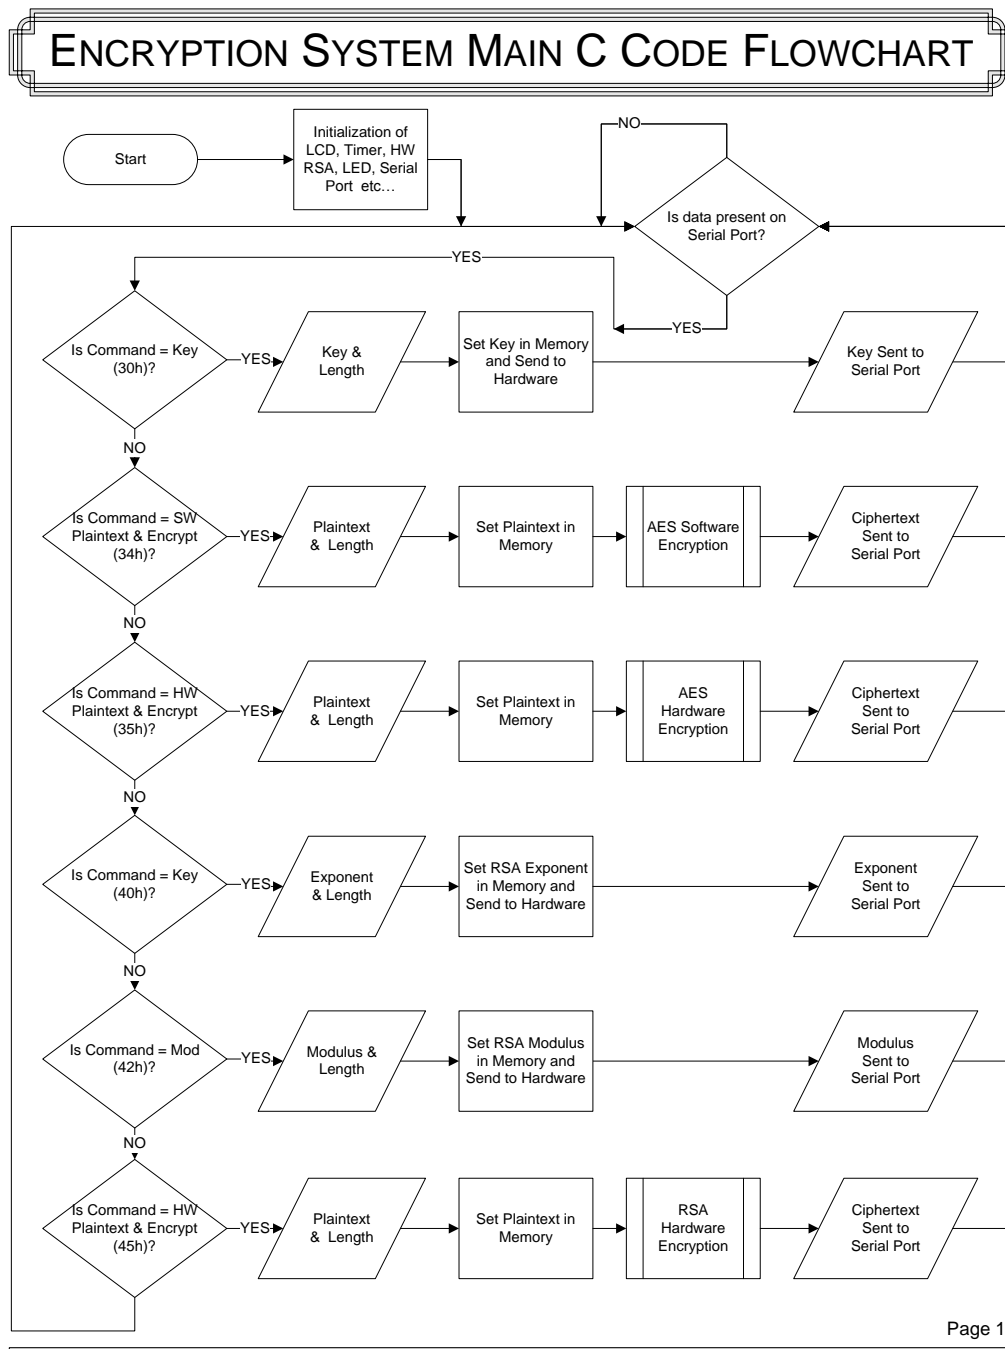 ENCRYPTION SYSTEM MAIN C CODE FLOWCHART
Start
Initialization of
LCD, Timer, HW
RSA, LED, Serial
Port etc…
NO
Is data present on
Serial Port?
YES
YES
Is Command = Key
(30h)?
YES
Key &
Length
Set Key in Memory
and Send to
Hardware
Key Sent to
Serial Port
NO
Is Command = SW
Plaintext & Encrypt
(34h)?
YES
Plaintext
& Length
Set Plaintext in
Memory
AES Software
Encryption
Ciphertext
Sent to
Serial Port
NO
Is Command = HW
Plaintext & Encrypt
(35h)?
YES
Plaintext
& Length
Set Plaintext in
Memory
AES
Hardware
Encryption
Ciphertext
Sent to
Serial Port
NO
Is Command = Key
(40h)?
YES
Exponent
& Length
Set RSA Exponent
in Memory and
Send to Hardware
Exponent
Sent to
Serial Port
NO
Is Command = Mod
(42h)?
YES
Modulus &
Length
Set RSA Modulus
in Memory and
Send to Hardware
Modulus
Sent to
Serial Port
NO
Is Command = HW
Plaintext & Encrypt
(45h)?
YES
Plaintext
& Length
Set Plaintext in
Memory
RSA
Hardware
Encryption
Ciphertext
Sent to
Serial Port
Page 1